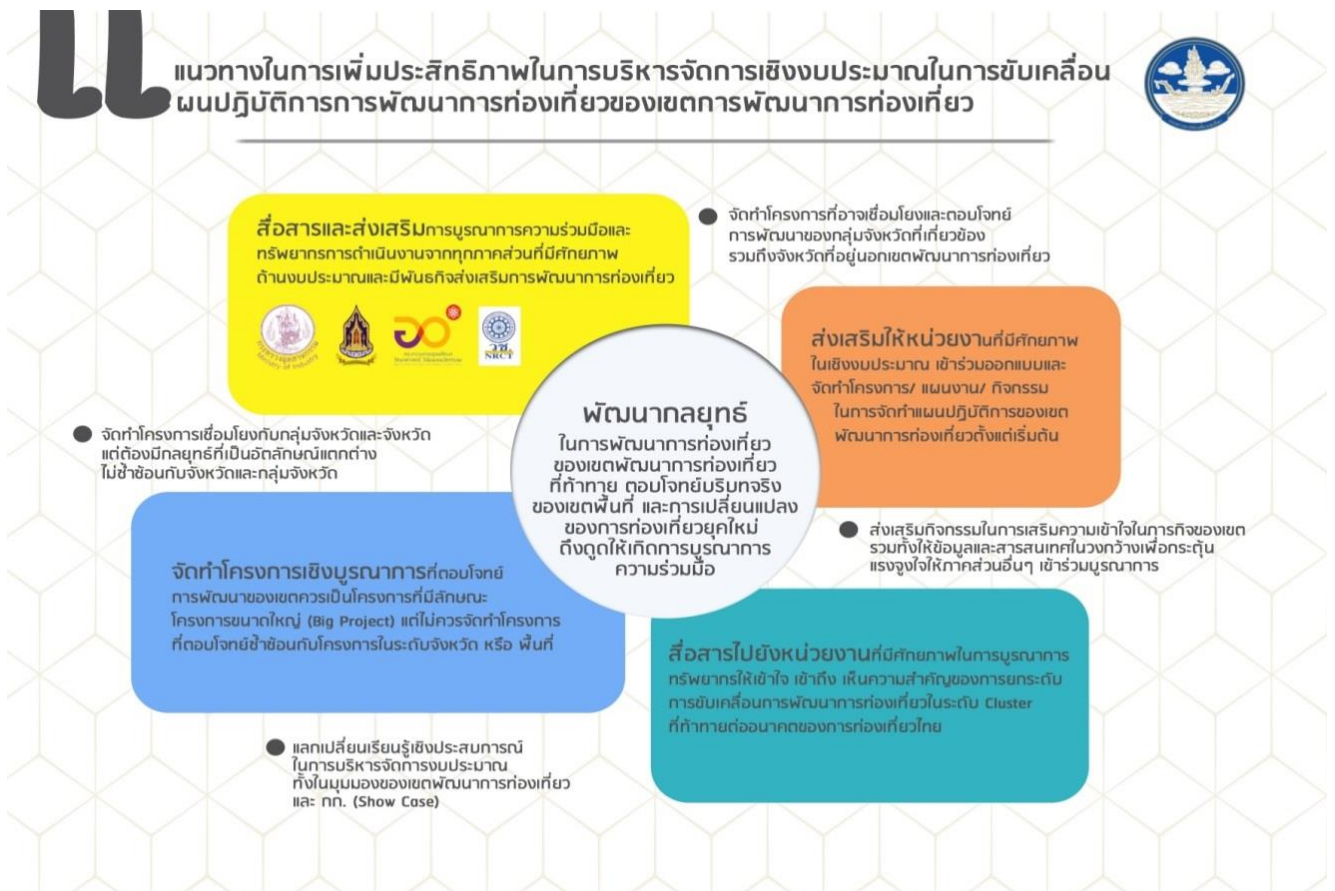 แนวทางในการเพิ่มประสิทธิภาพในการบริหารจัดการเชิงงบประมาณในการขับเคลื่อน
แผนปฏิบัติการการพัฒนาการท่องเที่ยวของเขตการพัฒนาการท่องเที่ยว
สื่อสารและส่งเสริมการบูรณาการความร่วมมือและ
ทรัพยากรการดำเนินงานจากทุกภาคส่วนที่มีศักยภาพ
ด้านงบประมาณและมีพันธกิจส่งเสริมการพัฒนาการท่องเที่ยว
กระทรวงอุตสาหกรรม
Ministry of Industry
วช
NRCT
จัดทำโครงการที่อาจเชื่อมโยงและตอบโจทย์
การพัฒนาของกลุ่มจังหวัดที่เกี่ยวข้อง
รวมถึงจังหวัดที่อยู่นอกเขตพัฒนาการท่องเที่ยว
ส่งเสริมให้หน่วยงานที่มีศักยภาพ
ในเชิงงบประมาณ เข้าร่วมออกแบบและ
จัดทำโครงการ/ แผนงาน/ กิจกรรม
ในการจัดทำแผนปฏิบัติการของเขต
พัฒนาการท่องเที่ยวตั้งแต่เริ่มต้น
พัฒนากลยุทธ์
ในการพัฒนาการท่องเที่ยว
ของเขตพัฒนาการท่องเที่ยว
ที่ท้าทาย ตอบโจทย์บริบทจริง
ของเขตพื้นที่ และการเปลี่ยนแปลง
ของการท่องเที่ยวยุคใหม่
ดึงดูดให้เกิดการบูรณาการ
ความร่วมมือ
จัดทำโครงการเชื่อมโยงกับกลุ่มจังหวัดและจังหวัด
แต่ต้องมีกลยุทธ์ที่เป็นอัตลักษณ์แตกต่าง
ไม่ซ้ำซ้อนกับจังหวัดและกลุ่มจังหวัด
จัดทำโครงการเชิงบูรณาการที่ตอบโจทย์
การพัฒนาของเขตควรเป็นโครงการที่มีลักษณะ
โครงการขนาดใหญ่ (Big Project) แต่ไม่ควรจัดทำโครงการ
ที่ตอบโจทย์ซ้ำซ้อนกับโครงการในระดับจังหวัด หรือ พื้นที่
ส่งเสริมกิจกรรมในการเสริมความเข้าใจในภารกิจของเขต
รวมทั้งให้ข้อมูลและสารสนเทศในวงกว้างเพื่อกระตุ้น
แรงจูงใจให้ภาคส่วนอื่นๆ เข้าร่วมบูรณาการ
สื่อสารไปยังหน่วยงานที่มีศักยภาพในการบูรณาการ
ทรัพยากรให้เข้าใจ เข้าถึง เห็นความสำคัญของการยกระดับ
การขับเคลื่อนการพัฒนาการท่องเที่ยวในระดับ Cluster
ที่ท้าทายต่ออนาคตของการท่องเที่ยวไทย
แลกเปลี่ยนเรียนรู้เชิงประสบการณ์
ในการบริหารจัดการงบประมาณ
ทั้งในมุมมองของเขตพัฒนาการท่องเที่ยว
และ กก. (Show Case)